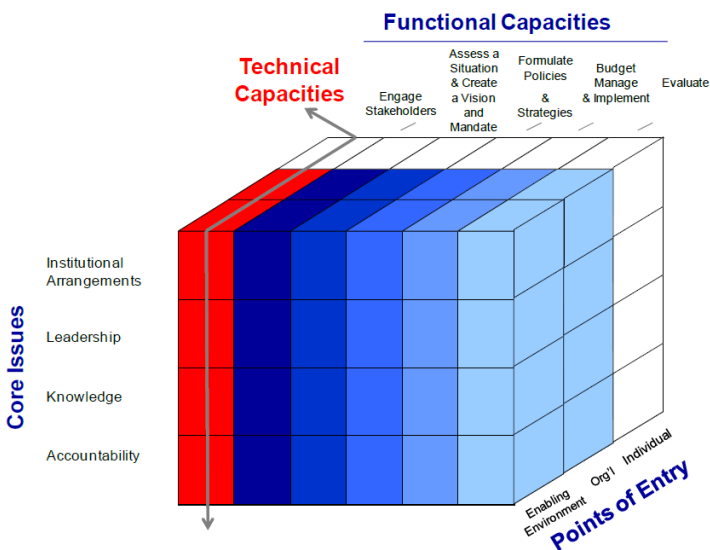 Functional Capacities
Technical
Capacities
Engage
Stakeholders
Assess a
Situation
& Create
a Vision
and
Mandate
Formulate
Policies
&
Strategies
Budget
Manage
& Implement
Evaluate
Core Issues
Institutional
Arrangements
Leadership
Knowledge
Accountability
Enabling
Environment
Org'l
Individual
Points of Entry